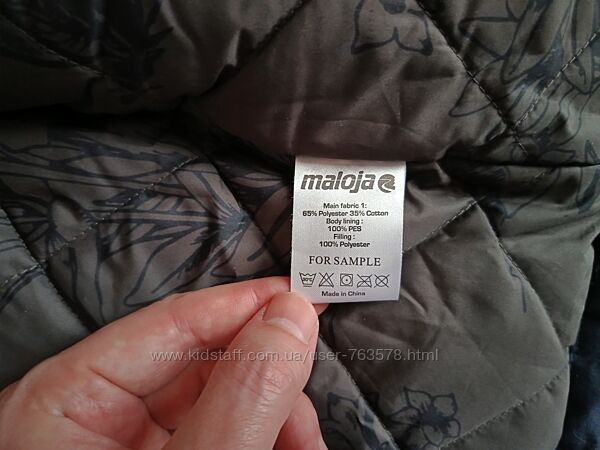 maloja
Main fabric 1:
65% Polyester 35% Cotton
Body lining :
100% PES
Filling :
100% Polyester
FOR SAMPLE
30°C
Made in China
www.kidstaff.com.ua/user-763578.html